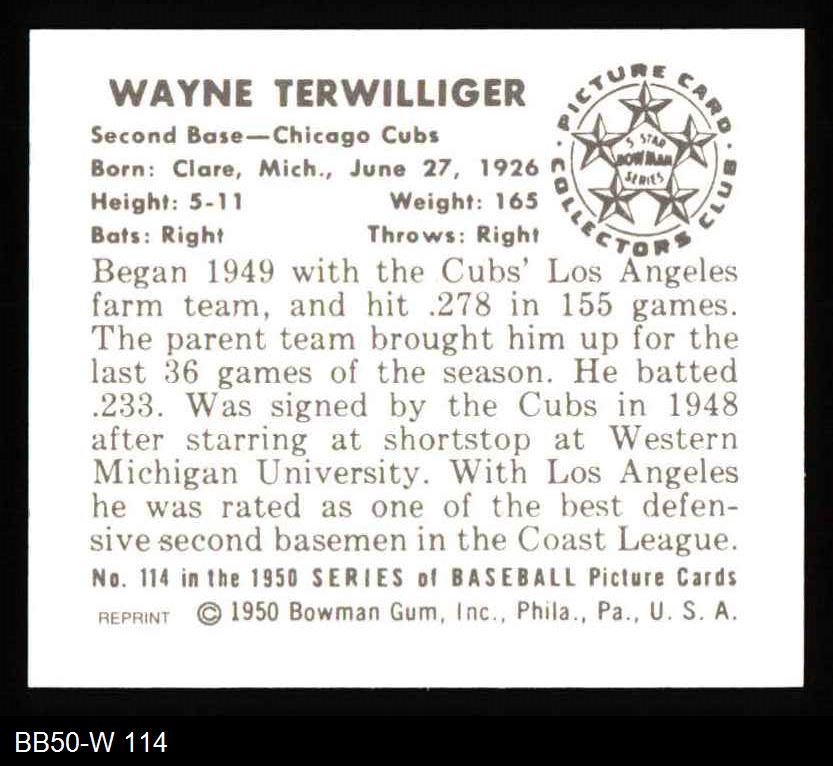 WAYNE TERWILLIGER
Second Base—Chicago Cubs
Born: Clare, Mich., June 27, 1926
Height: 5-11 Weight: 165
Bats: Right Throws: Right
PICTURE CARD COLLECTORS CLUB
5 STAR
BOWMAN
SERIES
Began 1949 with the Cubs' Los Angeles
farm team, and hit .278 in 155 games.
The parent team brought him up for the
last 36 games of the season. He batted
.233. Was signed by the Cubs in 1948
after starring at shortstop at Western
Michigan University. With Los Angeles
he was rated as one of the best defen-
sive second basemen in the Coast League.
No. 114 in the 1950 SERIES of BASEBALL Picture Cards
REPRINT © 1950 Bowman Gum, Inc., Phila., Pa., U. S. A.
BB50-W 114